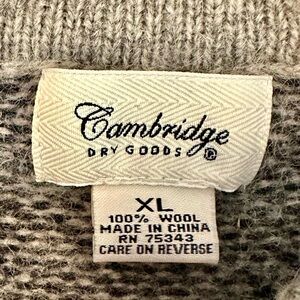 Cambridge
DRY GOODS ®
XL
100% WOOL
MADE IN CHINA
RN 75343
CARE ON REVERSE